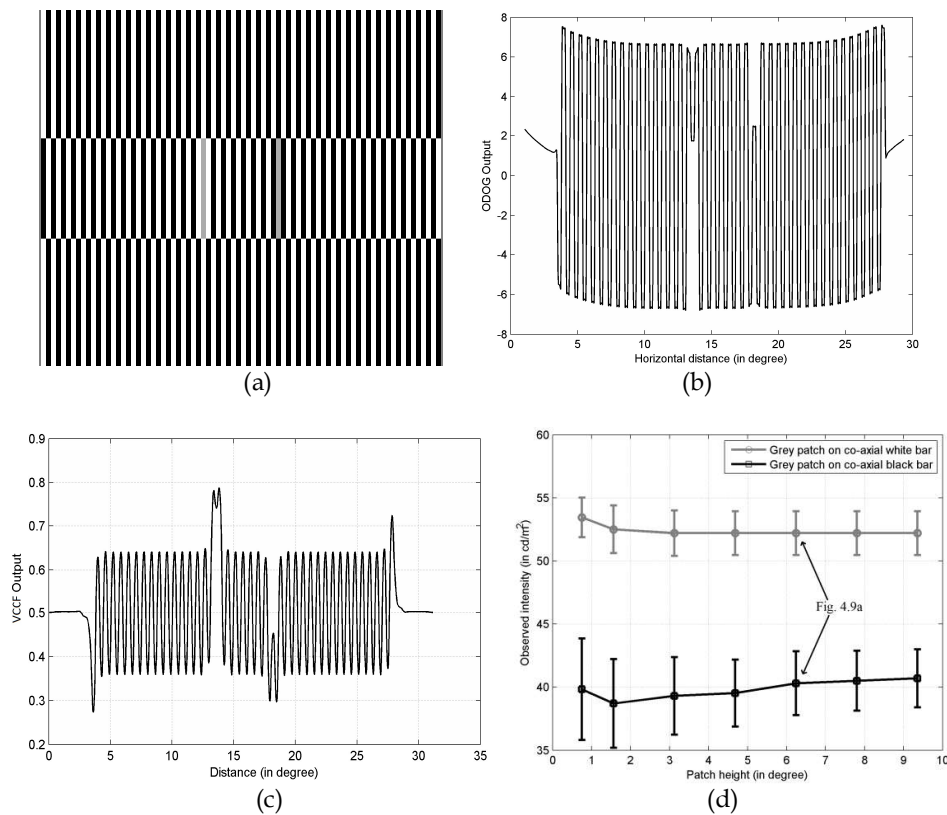 8
6
4
2
0
-2
-4
-6
-8
ODOG Output
0 5 10 15 20 25 30
Horizontal distance (in degree)
(a)
(b)
0.9
0.8
0.7
0.6
0.5
0.4
0.3
0.2
VCCF Output
0 5 10 15 20 25 30 35
Distance (in degree)
(c)
60
55
50
45
40
35
Observed intensity (in cd/m²)
Grey patch on co-axial white bar
Grey patch on co-axial black bar
Fig. 4.9a
0 1 2 3 4 5 6 7 8 9 10
Patch height (in degree)
(d)